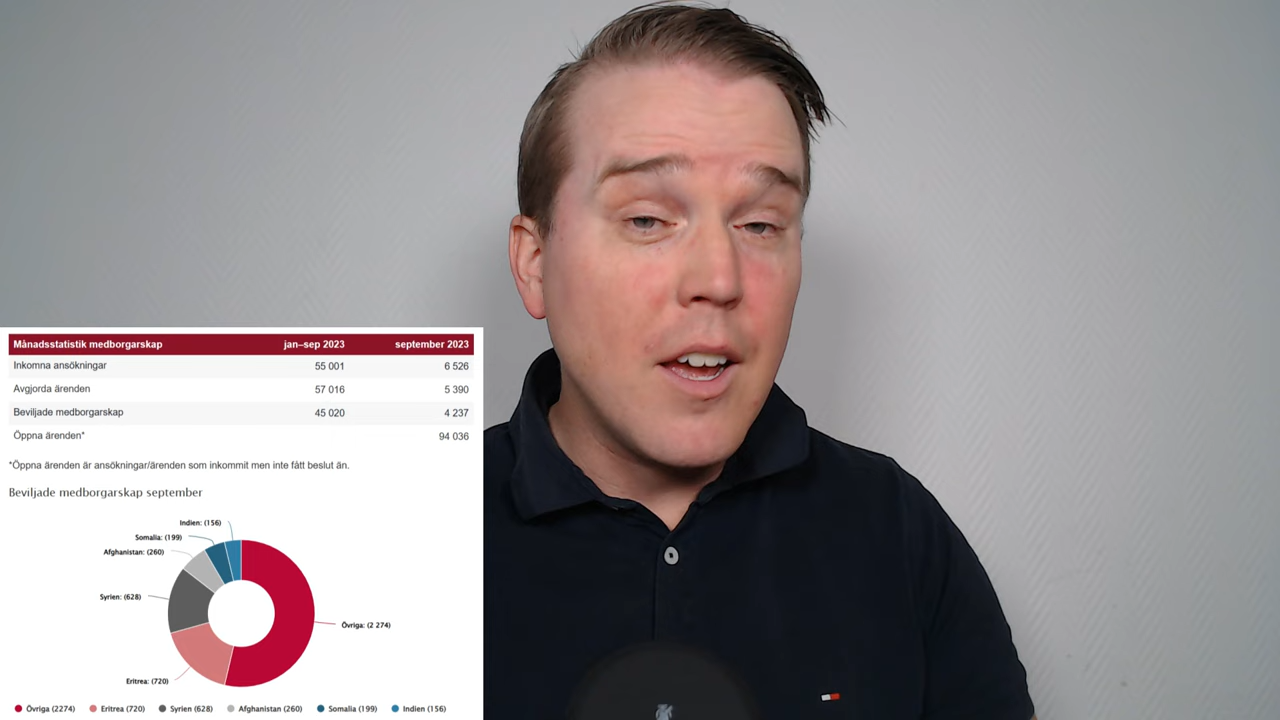 Månadsstatistik medborgarskap jan–sep 2023 september 2023
Inkomna ansökningar 55 001 6 526
Avgjorda ärenden 57 016 5 390
Beviljade medborgarskap 45 020 4 237
Öppna ärenden* 94 036
*Öppna ärenden är ansökningar/ärenden som inkommit men inte fått beslut än.
Beviljade medborgarskap september
Indien: (156)
Somalia: (199)
Afghanistan: (260)
Syrien: (628)
Övriga: (2 274)
Eritrea: (720)
Övriga (2274) Eritrea (720) Syrien (628) Afghanistan (260) Somalia (199) Indien (156)